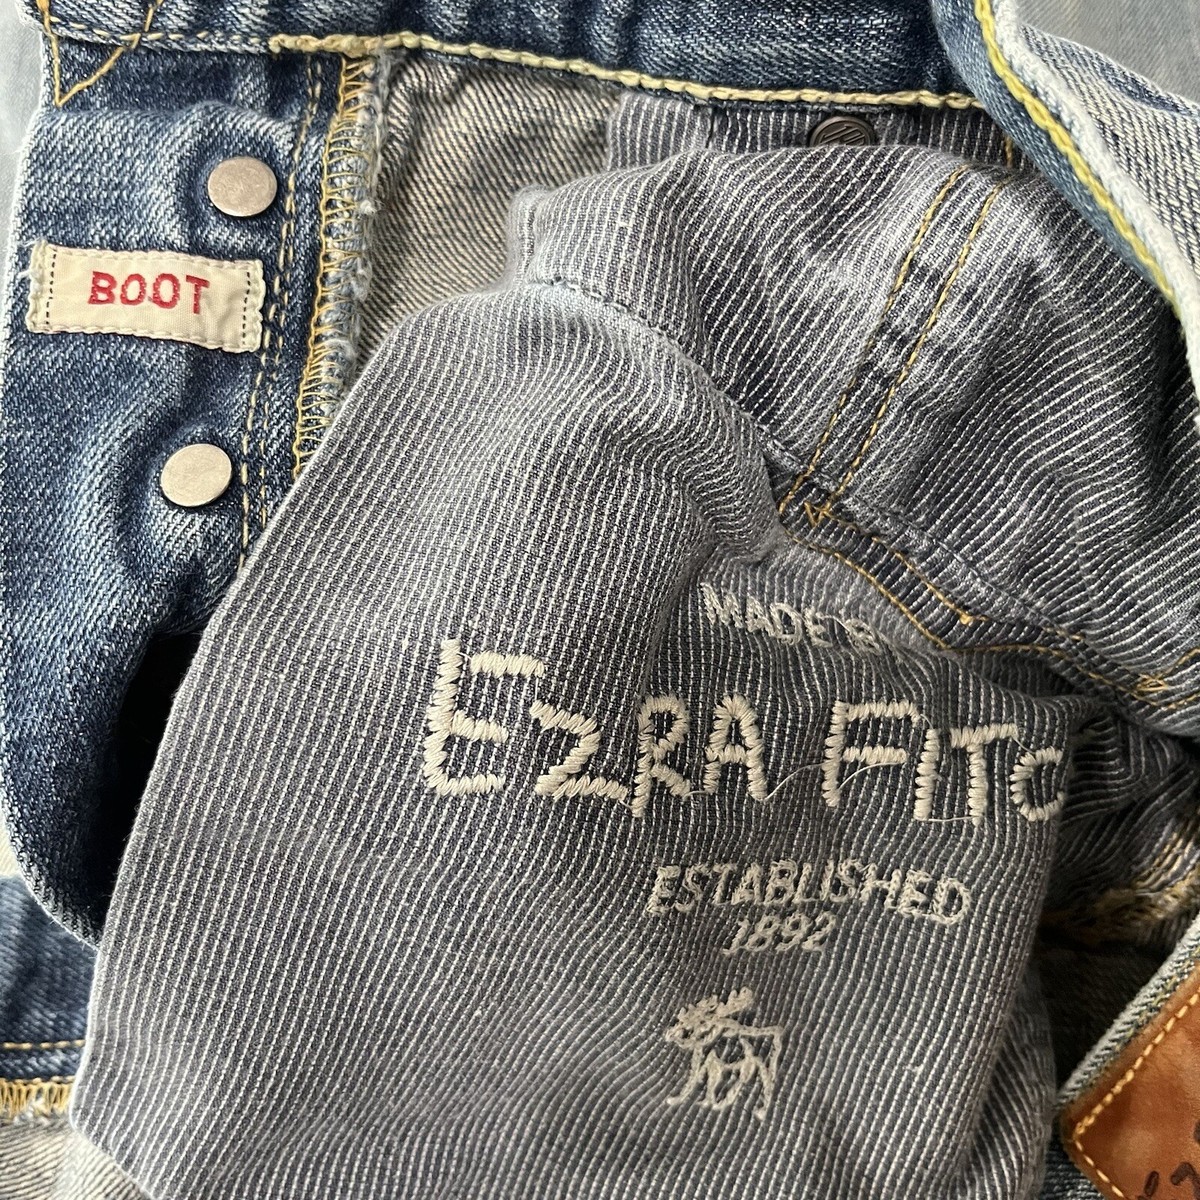 BOOT
MADE B
EZRA FITC
ESTABLISHED
1892